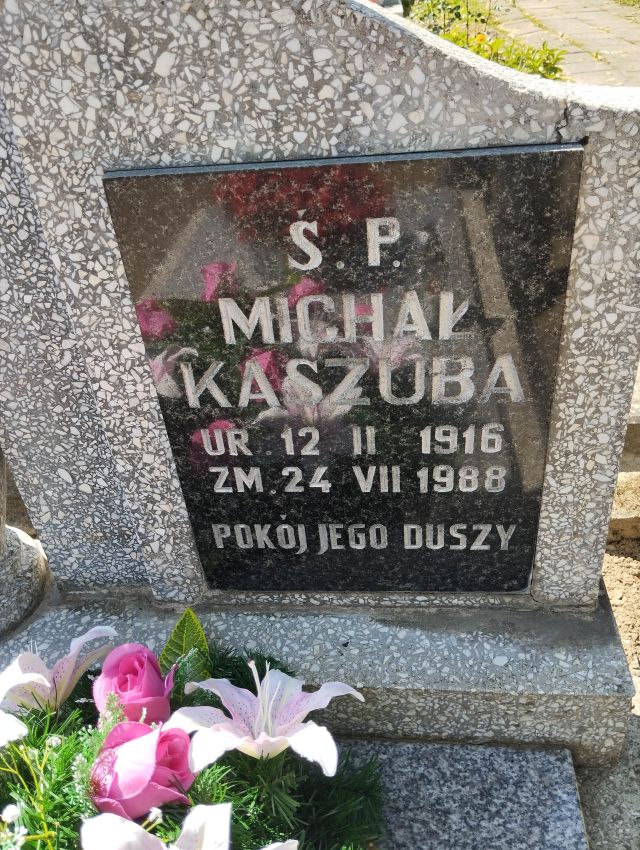 Ś. P.
MICHAŁ
KASZUBA
UR. 12 II 1916
ZM. 24 VII 1988
POKÓJ JEGO DUSZY